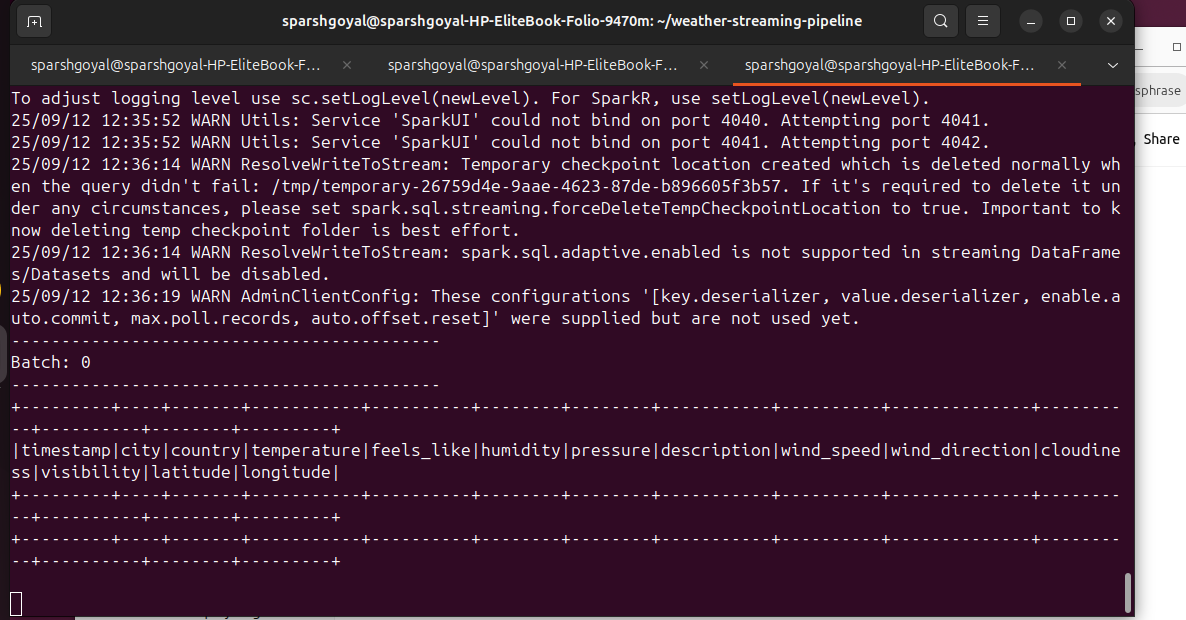 sparshgoyal@sparshgoyal-HP-EliteBook-Folio-9470m: ~/weather-streaming-pipeline
sparshgoyal@sparshgoyal-HP-EliteBook-F... × sparshgoyal@sparshgoyal-HP-EliteBook-F... × sparshgoyal@sparshgoyal-HP-EliteBook-F... ×
To adjust logging level use sc.setLogLevel(newLevel). For SparkR, use setLogLevel(newLevel).
25/09/12 12:35:52 WARN Utils: Service 'SparkUI' could not bind on port 4040. Attempting port 4041.
25/09/12 12:35:52 WARN Utils: Service 'SparkUI' could not bind on port 4041. Attempting port 4042.
25/09/12 12:36:14 WARN ResolveWriteToStream: Temporary checkpoint location created which is deleted normally wh
en the query didn't fail: /tmp/temporary-26759d4e-9aae-4623-87de-b896605f3b57. If it's required to delete it un
der any circumstances, please set spark.sql.streaming.forceDeleteTempCheckpointLocation to true. Important to k
now deleting temp checkpoint folder is best effort.
25/09/12 12:36:14 WARN ResolveWriteToStream: spark.sql.adaptive.enabled is not supported in streaming DataFrame
s/Datasets and will be disabled.
25/09/12 12:36:19 WARN AdminClientConfig: These configurations '[key.deserializer, value.deserializer, enable.a
uto.commit, max.poll.records, auto.offset.reset]' were supplied but are not used yet.
-------------------------------------------
Batch: 0
-------------------------------------------
+---------+----+-------+-----------+----------+--------+--------+-----------+----------+--------------+--------
--+----------+--------+---------+
|timestamp|city|country|temperature|feels_like|humidity|pressure|description|wind_speed|wind_direction|cloudine
ss|visibility|latitude|longitude|
+---------+----+-------+-----------+----------+--------+--------+-----------+----------+--------------+--------
--+----------+--------+---------+
+---------+----+-------+-----------+----------+--------+--------+-----------+----------+--------------+--------
--+----------+--------+---------+
sphrase
Share